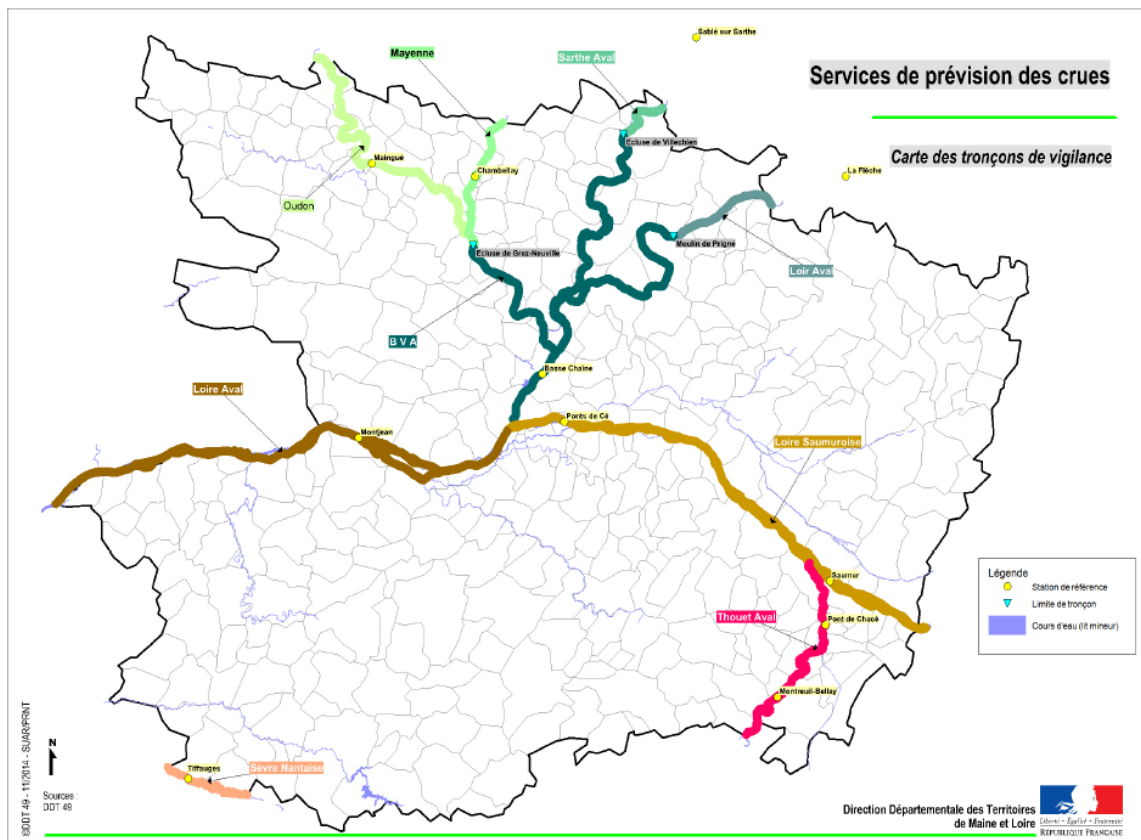 Sablé sur Sarthe
Mayenne
Sarthe Aval
Services de prévision des crues
Ecluse de Villechien
Carte des tronçons de vigilance
Maingué
Chambellay
La Flèche
Oudon
Moulin de Prigné
Ecluse de Grez-Neuville
Loir Aval
B V A
Basse Chaîne
Loire Aval
Ponts de Cé
Montjean
Loire Saumuroise
Légende
Saumur
Station de référence
Limite de tronçon
Thouet Aval
Pont de Chacé
Cours d'eau (lit mineur)
Montreuil-Bellay
N
Tiffauges
Sèvre Nantaise
Sources :
DDT 49
©DDT 49 - 11/2014 - SUAR/PRNT
Direction Départementale des Territoires
de Maine et Loire
Liberté • Égalité • Fraternité
RÉPUBLIQUE FRANÇAISE